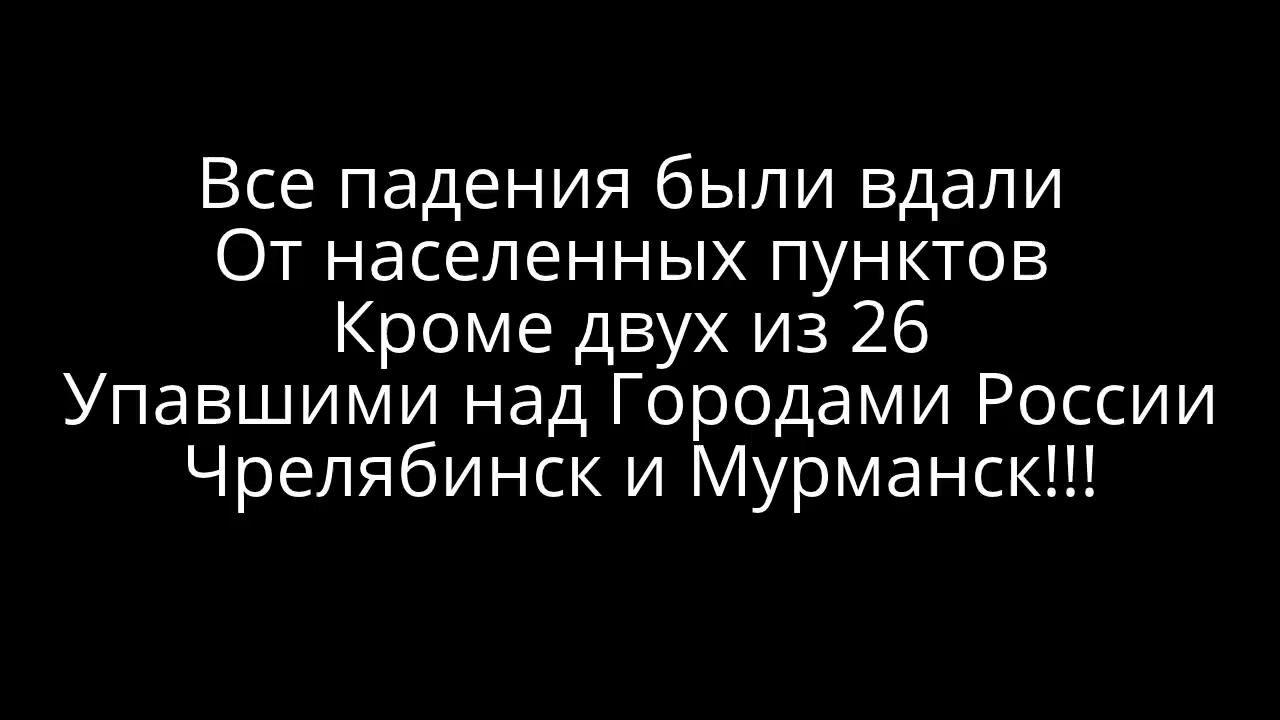 Все падения были вдали
От населенных пунктов
Кроме двух из 26
Упавшими над Городами России
Чрелябинск и Мурманск!!!